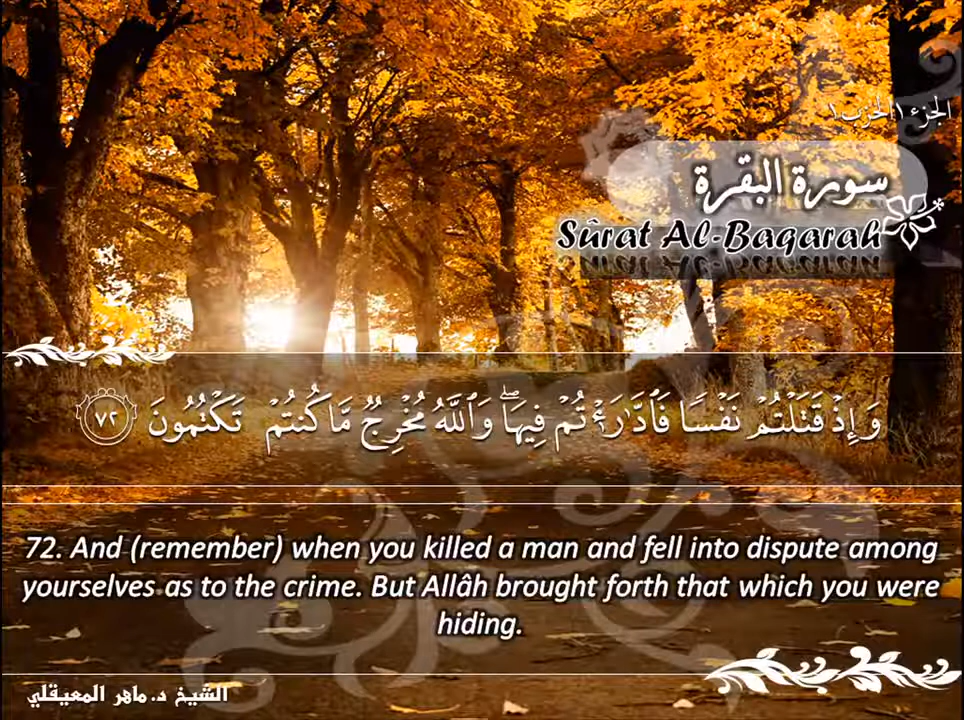 الجزء ١ الحزب ١
سورة البقرة
Sûrat Al-Baqarah
وَإِذْ قَتَلْتُمْ نَفْسًا فَٱدَّٰرَْٰٔتُمْ فِيهَا ۖ وَٱللَّهُ مُخْرِجٌ مَّا كُنتُمْ تَكْتُمُونَ ٧٢
72. And (remember) when you killed a man and fell into dispute among
yourselves as to the crime. But Allâh brought forth that which you were
hiding.
الشيخ د. ماهر المعيقلي